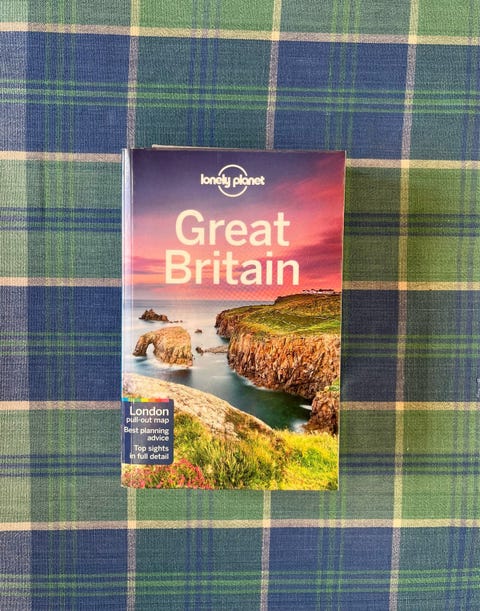 lonely planet
Great
Britain
London
pull-out map
Best planning
advice
Top sights
in full detail